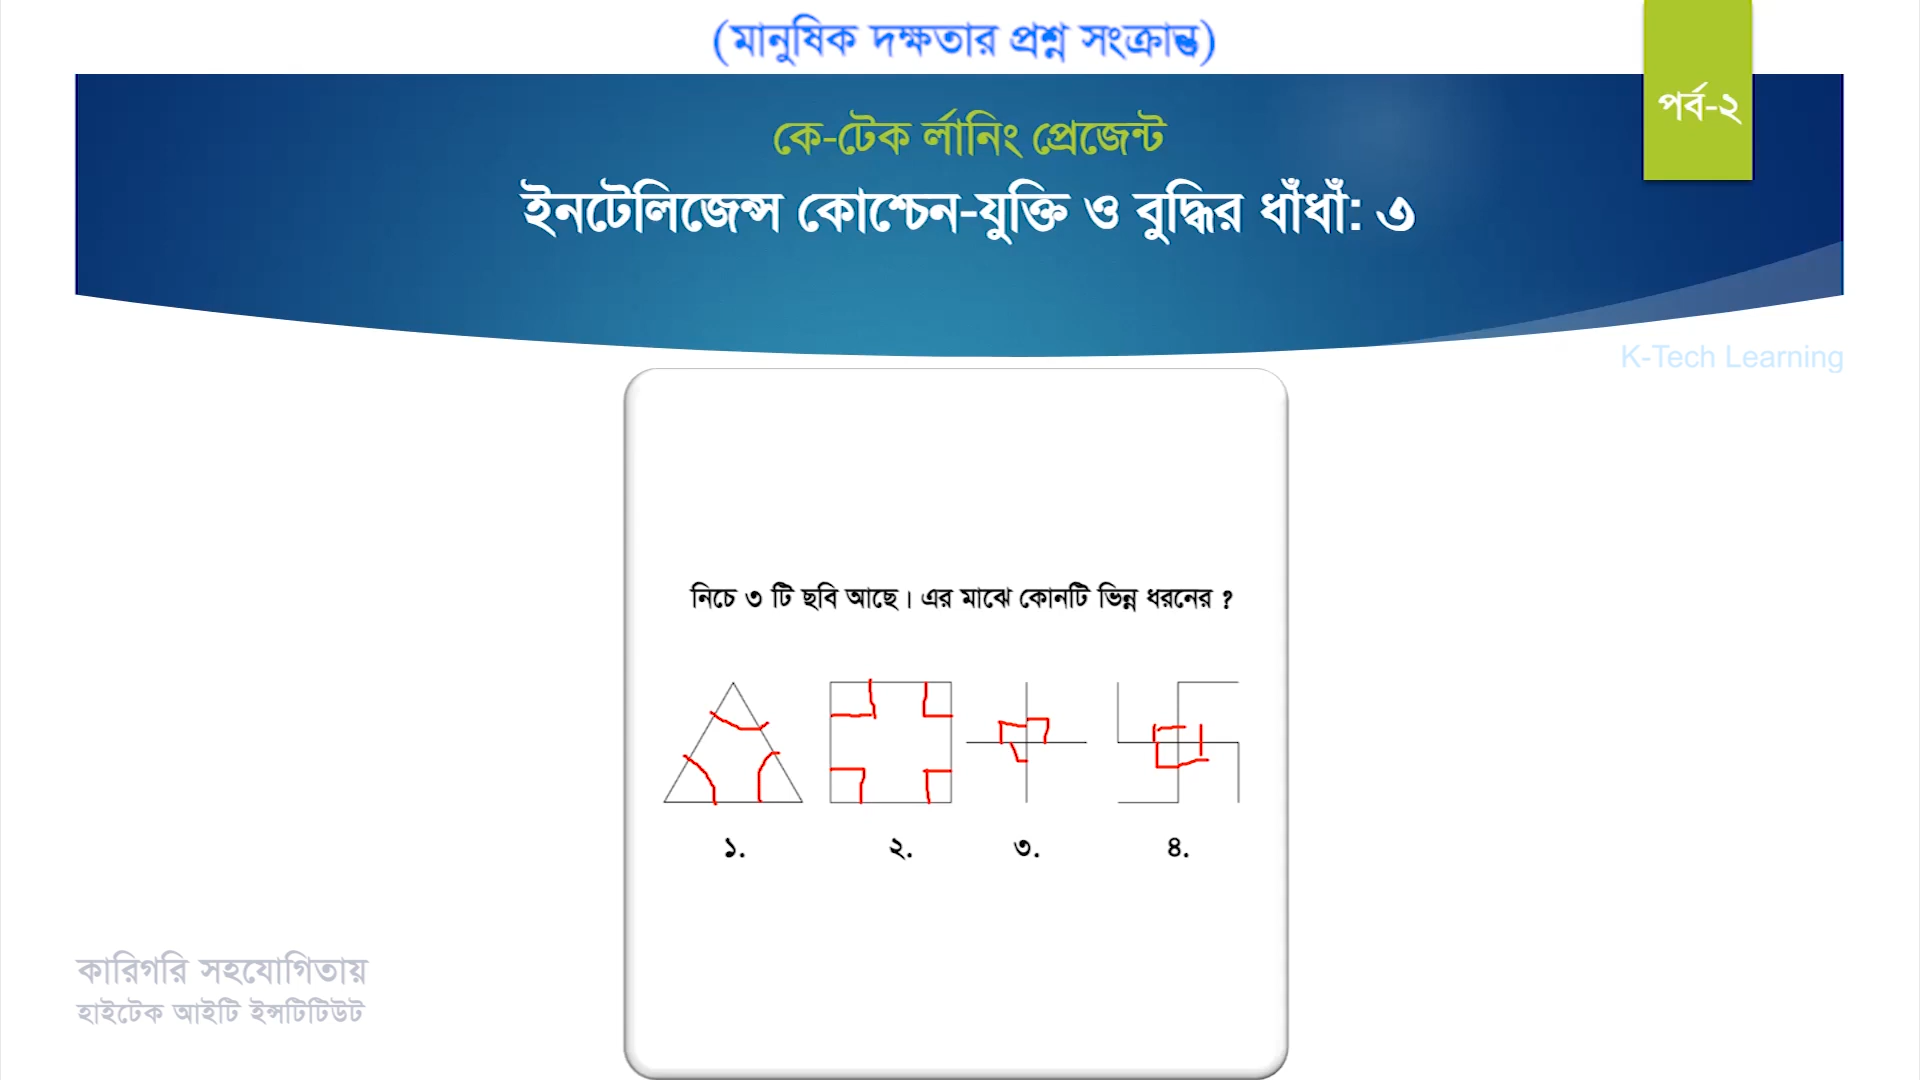 (মানুষিক দক্ষতার প্রশ্ন সংক্রান্ত)
পর্ব-২
কে-টেক র্লানিং প্রেজেন্ট
ইনটেলিজেন্স কোশ্চেন-যুক্তি ও বুদ্ধির ধাঁধাঁ: ৩
K-Tech Learning
নিচে ৩ টি ছবি আছে। এর মাঝে কোনটি ভিন্ন ধরনের ?
১. ২. ৩. ৪.
কারিগরি সহযোগিতায়
হাইটেক আইটি ইন্সটিটিউট